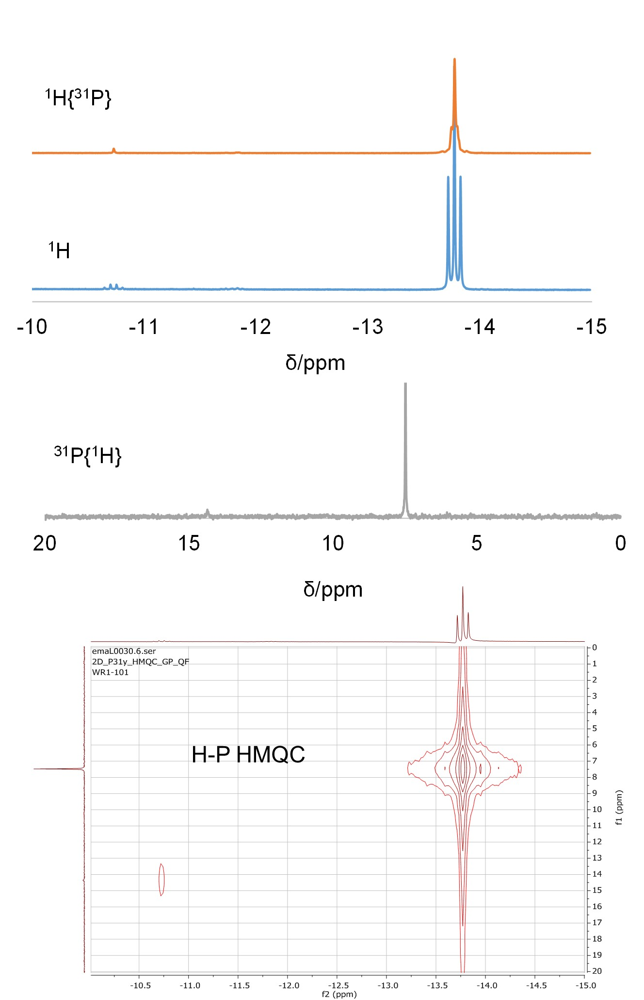 ¹H{³¹P}
¹H
-10 -11 -12 -13 -14 -15
δ/ppm
³¹P{¹H}
20 15 10 5 0
δ/ppm
emaL0030.6.ser
2D_P31y_HMQC_GP_QF
WR1-101
H-P HMQC
0
1
2
3
4
5
6
7
8
9
10
11
12
13
14
15
16
17
18
19
20
f1 (ppm)
-10.5 -11.0 -11.5 -12.0 -12.5 -13.0 -13.5 -14.0 -14.5 -15.0
f2 (ppm)